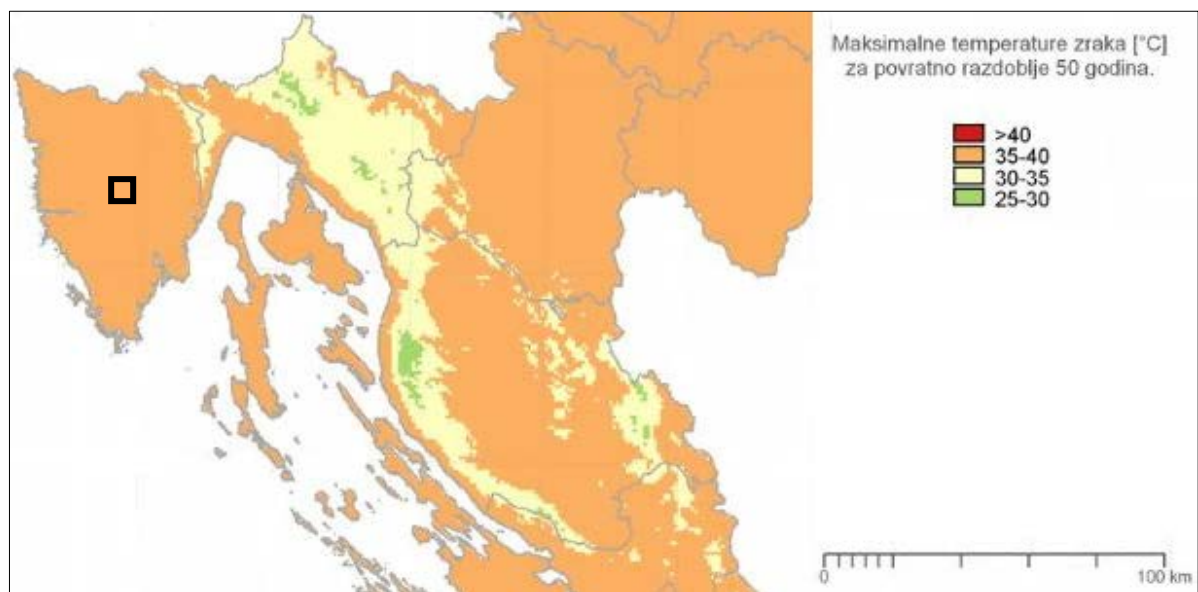 Maksimalne temperature zraka [°C]
za povratno razdoblje 50 godina.
>40
35-40
30-35
25-30
0 100 km